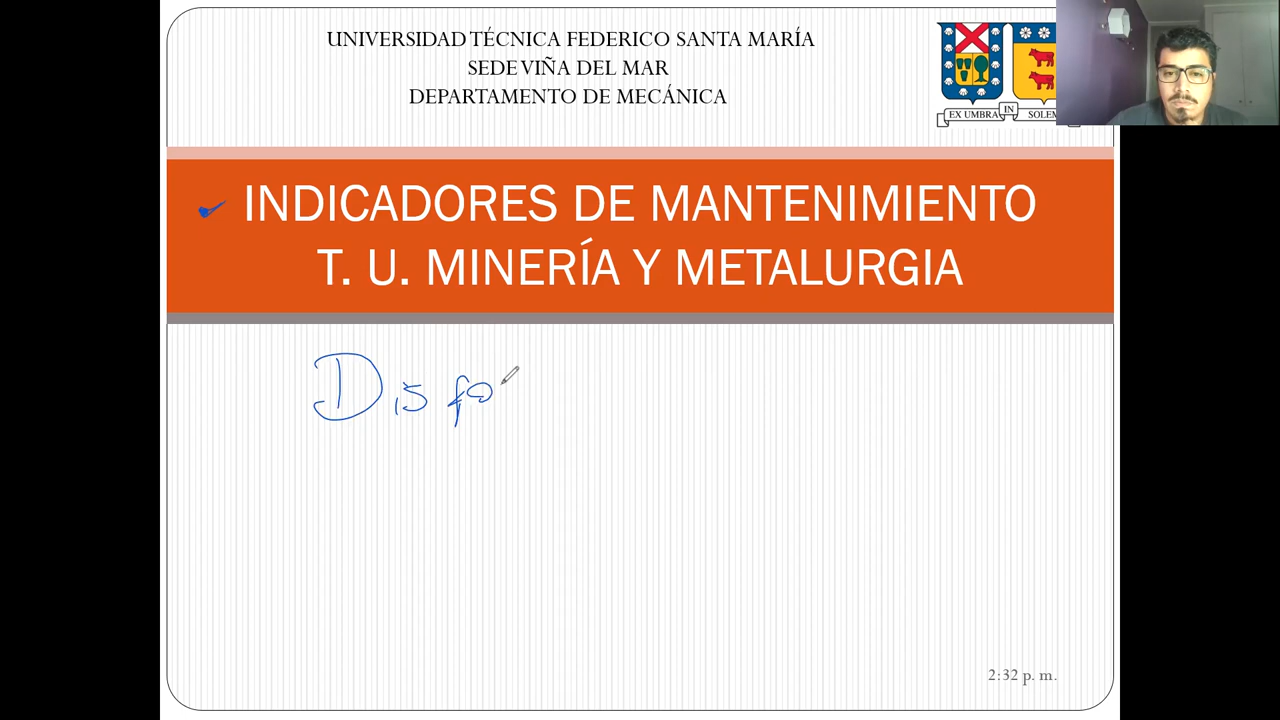 UNIVERSIDAD TÉCNICA FEDERICO SANTA MARÍA
SEDE VIÑA DEL MAR
DEPARTAMENTO DE MECÁNICA
EX UMBRA IN SOLEM
INDICADORES DE MANTENIMIENTO
T. U. MINERÍA Y METALURGIA
Dispo
2:32 p. m.